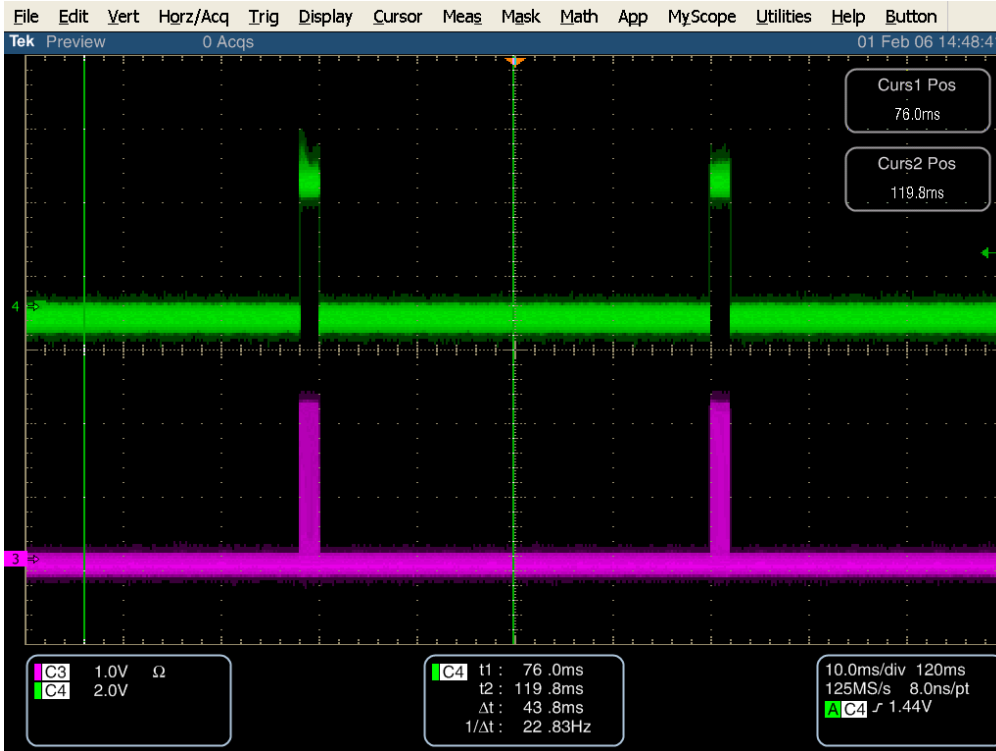 File Edit Vert Horz/Acq Trig Display Cursor Meas Mask Math App MyScope Utilities Help Button
Tek Preview 0 Acqs 01 Feb 06 14:48:4
Curs1 Pos
76.0ms
Curs2 Pos
119.8ms
4
3
C3 1.0V Ω
C4 2.0V
C4 t1 : 76 .0ms
t2 : 119 .8ms
Δt : 43 .8ms
1/Δt : 22 .83Hz
10.0ms/div 120ms
125MS/s 8.0ns/pt
A C4 1.44V